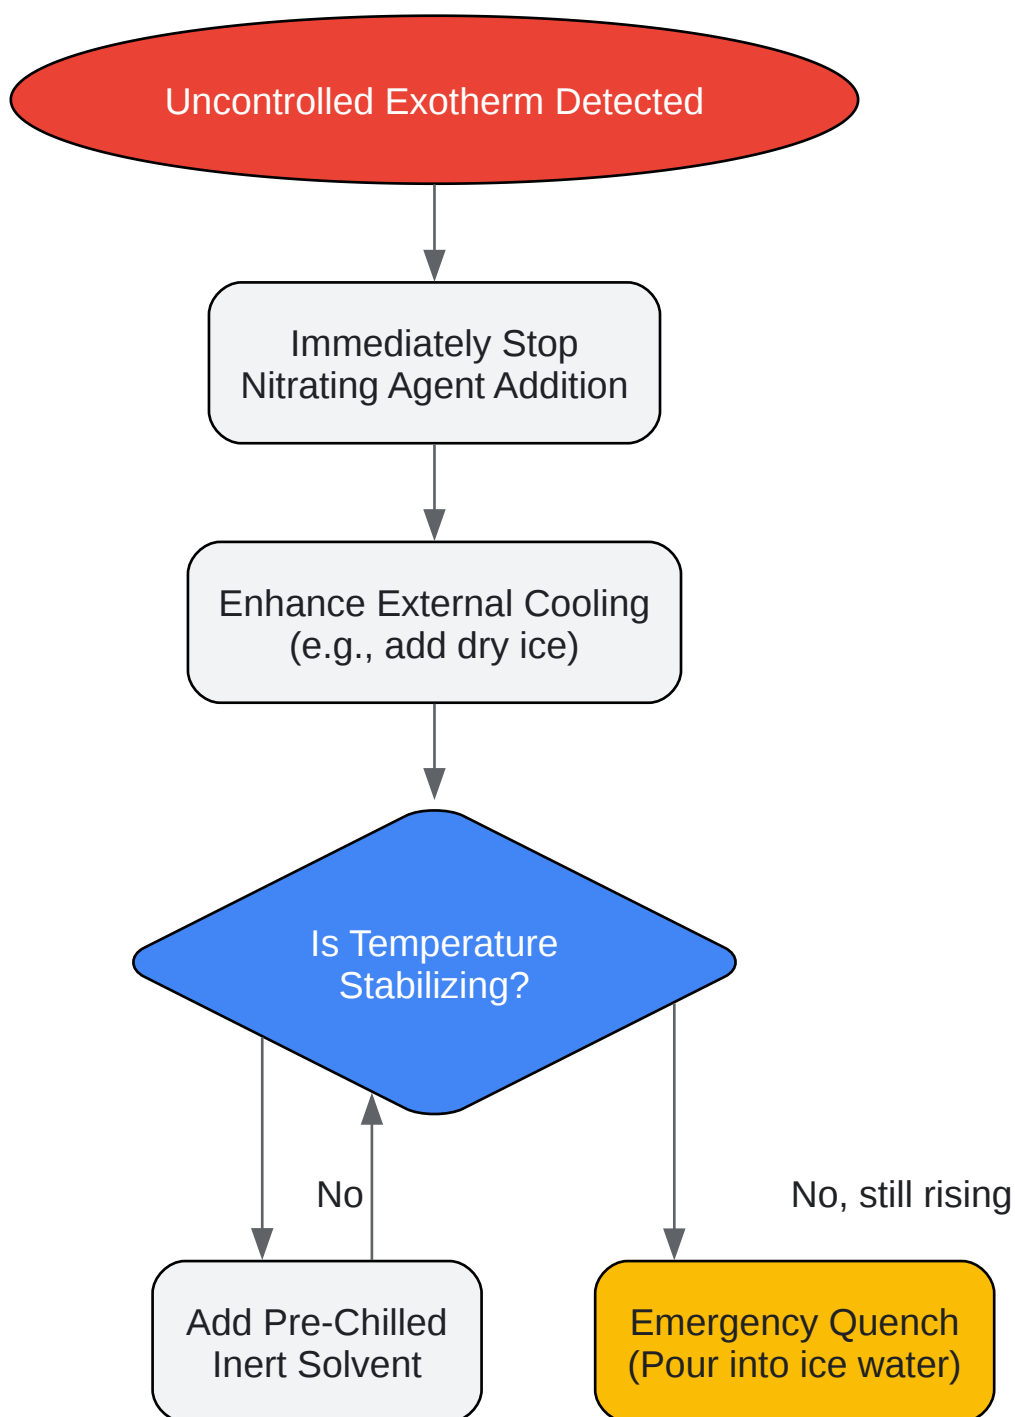 Uncontrolled Exotherm Detected
Immediately Stop
Nitrating Agent Addition
Enhance External Cooling
(e.g., add dry ice)
Is Temperature
Stabilizing?
No
No, still rising
Add Pre-Chilled
Inert Solvent
Emergency Quench
(Pour into ice water)